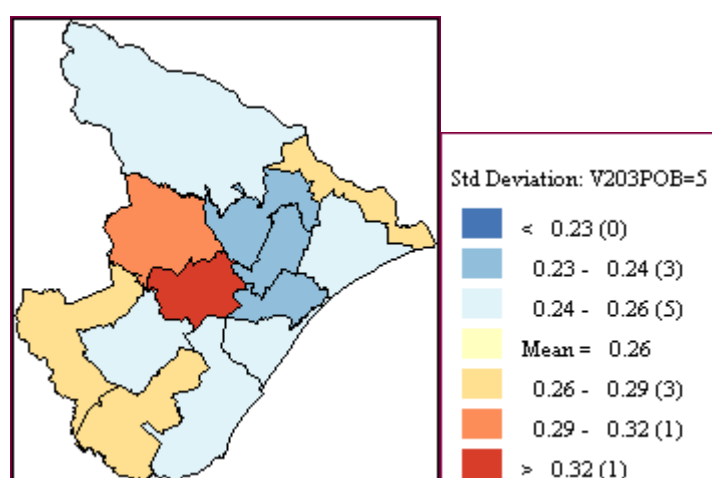 Std Deviation: V203POB=5
< 0.23 (0)
0.23 - 0.24 (3)
0.24 - 0.26 (5)
Mean = 0.26
0.26 - 0.29 (3)
0.29 - 0.32 (1)
> 0.32 (1)